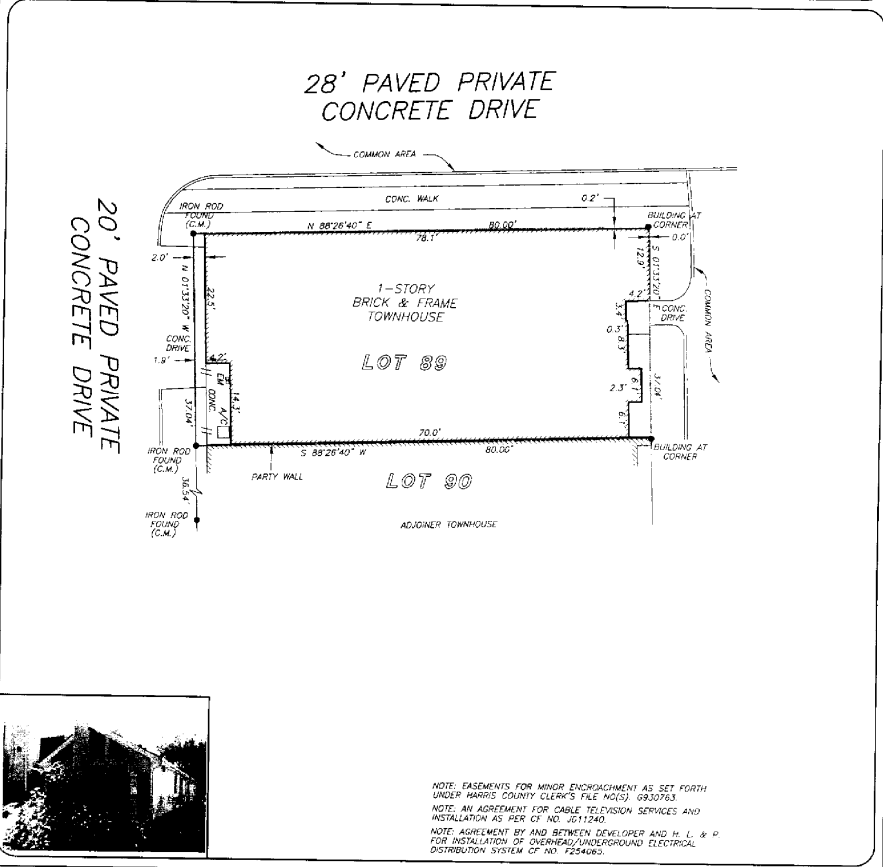 28' PAVED PRIVATE
CONCRETE DRIVE
COMMON AREA
CONC. WALK
0.2'
IRON ROD
FOUND
(C.M.)
N 88°26'40" E
80.00'
78.1'
BUILDING AT
CORNER
0.0'
20' PAVED PRIVATE
CONCRETE DRIVE
2.0'
N 01°33'20" W
22.5'
12.9'
S 01°33'20" E
1-STORY
BRICK & FRAME
TOWNHOUSE
4.2'
3.4'
CONC.
DRIVE
COMMON AREA
0.3'
8.3'
CONC.
DRIVE
1.9'
4.2'
LOT 89
EM
CONC.
A/C
14.3'
37.04'
2.3'
6.1'
37.04'
6.1'
70.0'
S 88°26'40" W
80.00'
IRON ROD
FOUND
(C.M.)
BUILDING AT
CORNER
PARTY WALL
LOT 90
36.54'
IRON ROD
FOUND
(C.M.)
ADJOINER TOWNHOUSE
NOTE: EASEMENTS FOR MINOR ENCROACHMENT AS SET FORTH
UNDER HARRIS COUNTY CLERK'S FILE NO(S). G930763.
NOTE: AN AGREEMENT FOR CABLE TELEVISION SERVICES AND
INSTALLATION AS PER CF NO. J611240.
NOTE: AGREEMENT BY AND BETWEEN DEVELOPER AND H. L. & P.
FOR INSTALLATION OF OVERHEAD/UNDERGROUND ELECTRICAL
DISTRIBUTION SYSTEM CF NO. F254065.